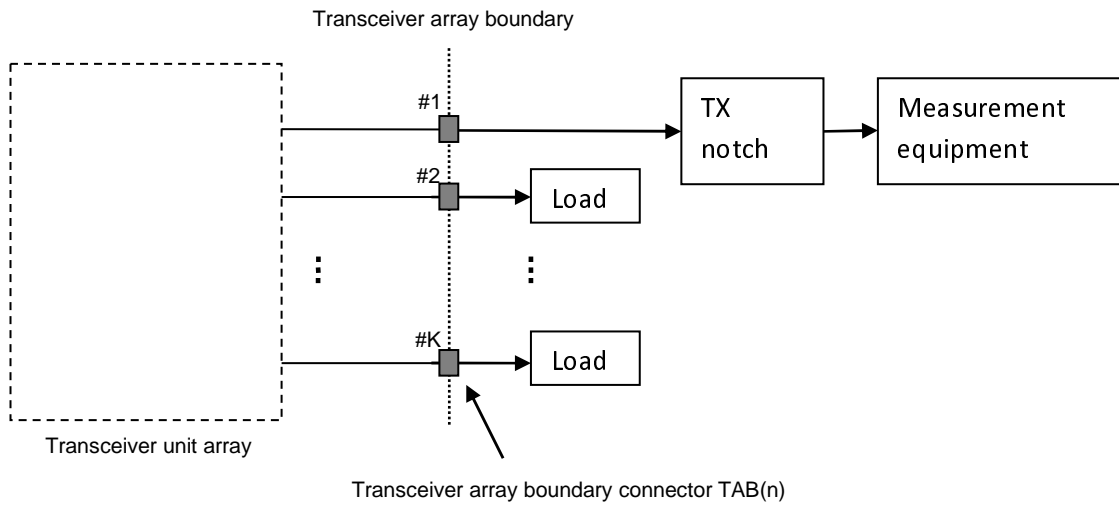 Transceiver array boundary
#1
TX
notch
Measurement
equipment
#2
Load
#K
Load
Transceiver unit array
Transceiver array boundary connector TAB(n)